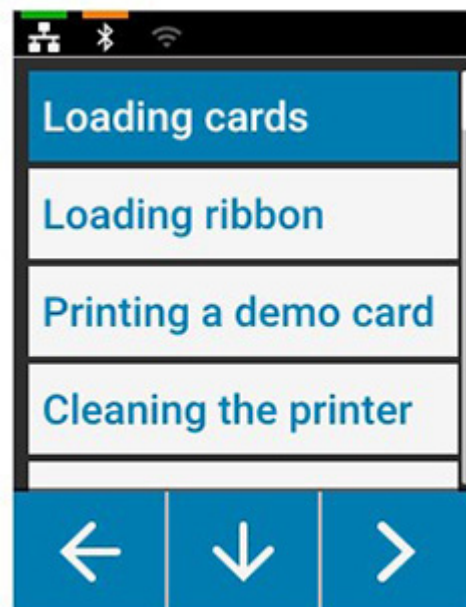 Loading cards
Loading ribbon
Printing a demo card
Cleaning the printer